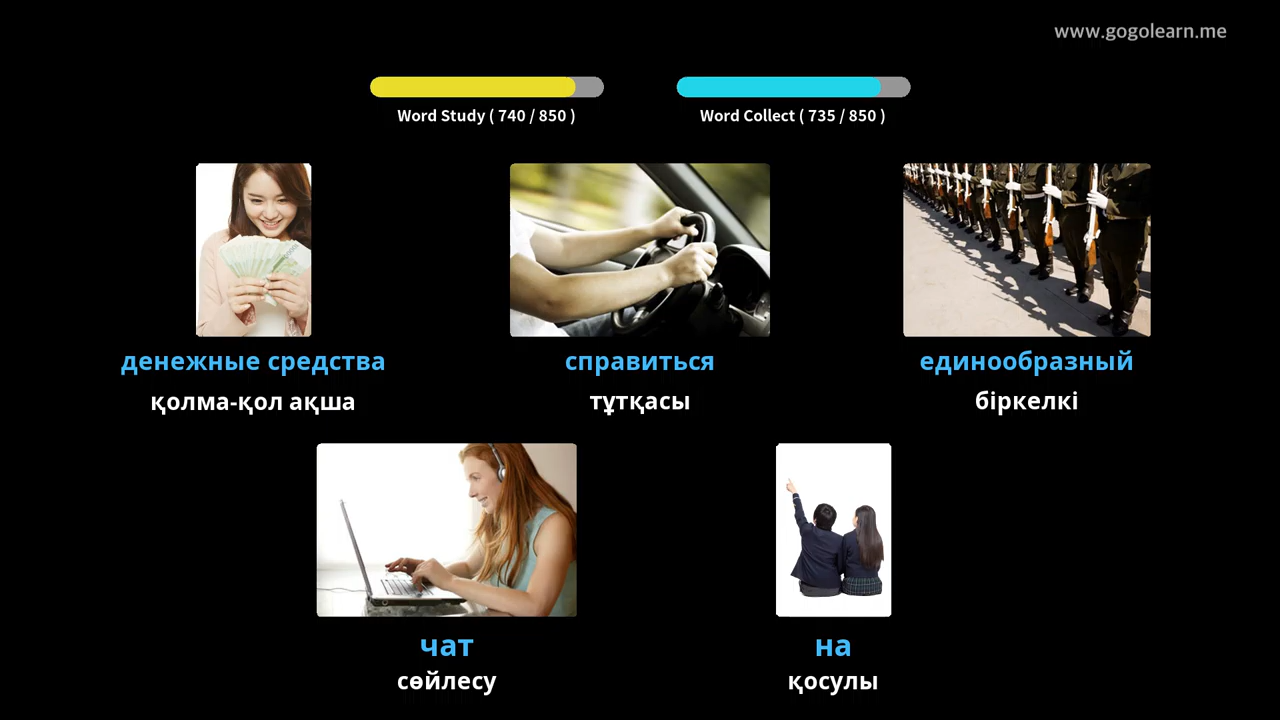 www.gogolearn.me
Word Study ( 740 / 850 )
Word Collect ( 735 / 850 )
денежные средства
қолма-қол ақша
справиться
тұтқасы
единообразный
біркелкі
чат
сөйлесу
на
қосулы